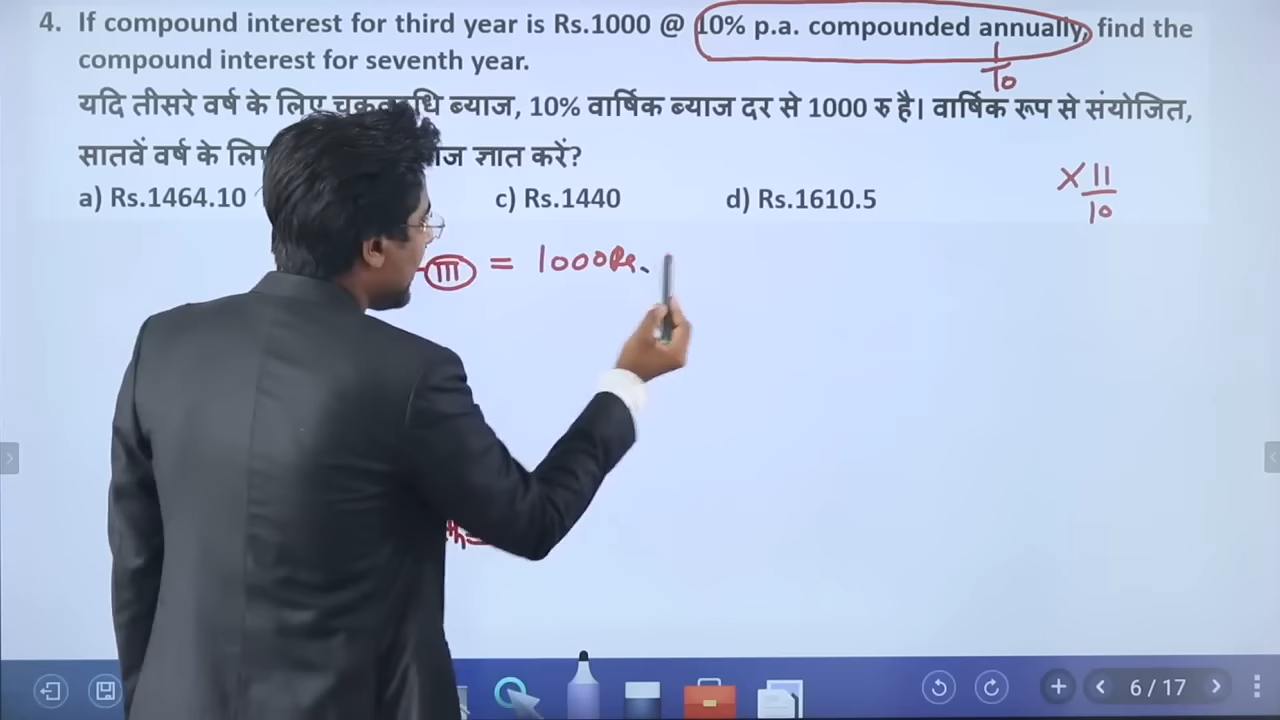 4. If compound interest for third year is Rs.1000 @ 10% p.a. compounded annually, find the
compound interest for seventh year.
1/10
यदि तीसरे वर्ष के लिए ब्याज, 10% वार्षिक ब्याज दर से 1000 रु है। वार्षिक रूप से संयोजित,
सातवें वर्ष के ज्ञात करें?
× 11/10
a) Rs.1464.10 c) Rs.1440 d) Rs.1610.5
III = 1000Rs.
6 / 17